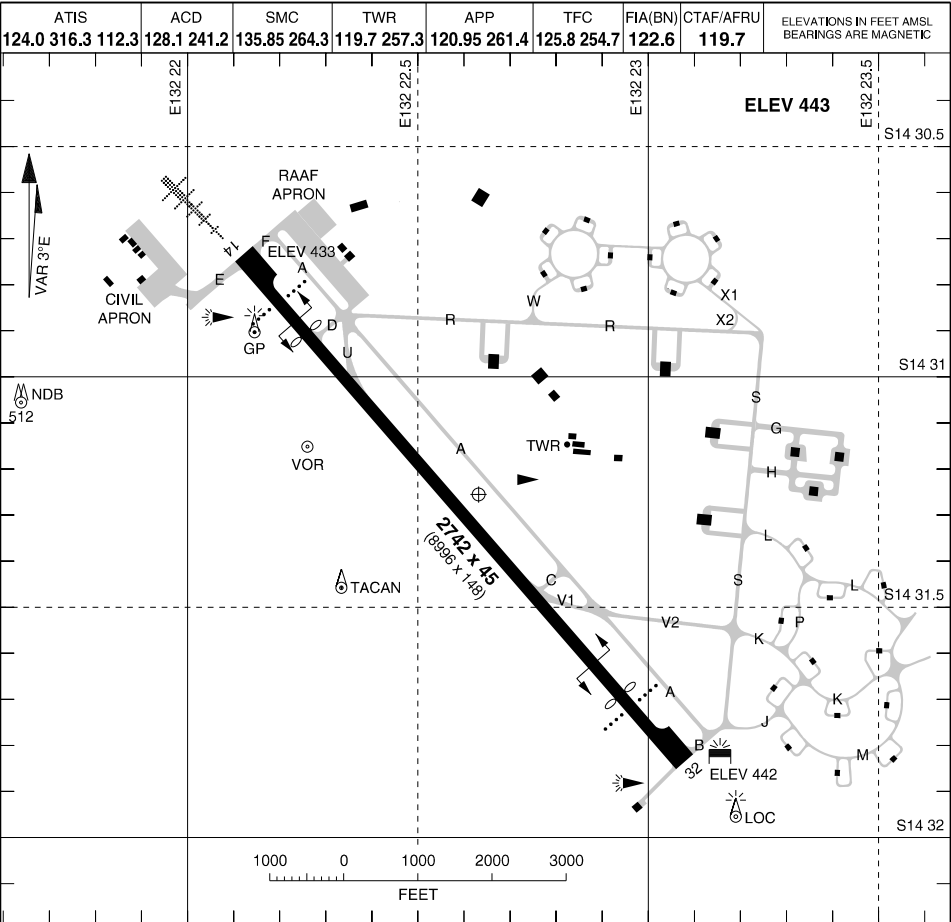 ATIS
124.0 316.3 112.3
ACD
128.1 241.2
SMC
135.85 264.3
TWR
119.7 257.3
APP
120.95 261.4
TFC
125.8 254.7
FIA(BN)
122.6
CTAF/AFRU
119.7
ELEVATIONS IN FEET AMSL
BEARINGS ARE MAGNETIC
E132 22
E132 22.5
E132 23
E132 23.5
ELEV 443
S14 30.5
VAR 3°E
RAAF
APRON
14
F
ELEV 433
A
E
CIVIL
APRON
GP
D
U
R
R
W
X1
X2
S14 31
NDB
512
VOR
A
TWR
S
G
H
2742 x 45
(8996 x 148)
TACAN
C
V1
V2
L
L
S
S14 31.5
P
K
K
A
J
M
B
32
ELEV 442
LOC
S14 32
1000 0 1000 2000 3000
FEET